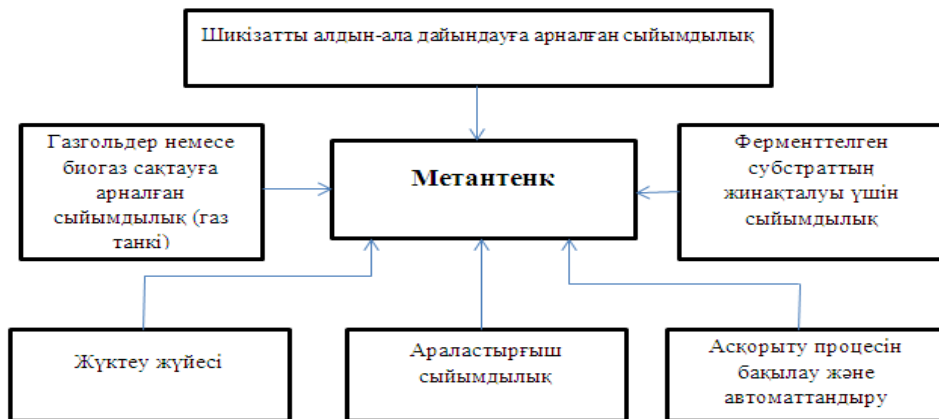 Шикізатты алдын-ала дайындауға арналған сыйымдылық
Газгольдер немесе
биогаз сақтауға
арналған
сыйымдылық (газ
танкі)
Метантенк
Ферменттелген
субстраттың
жинақталуы үшін
сыйымдылық
Жүктеу жүйесі
Араластырғыш
сыйымдылық
Асқорыту процесін
бақылау және
автоматтандыру